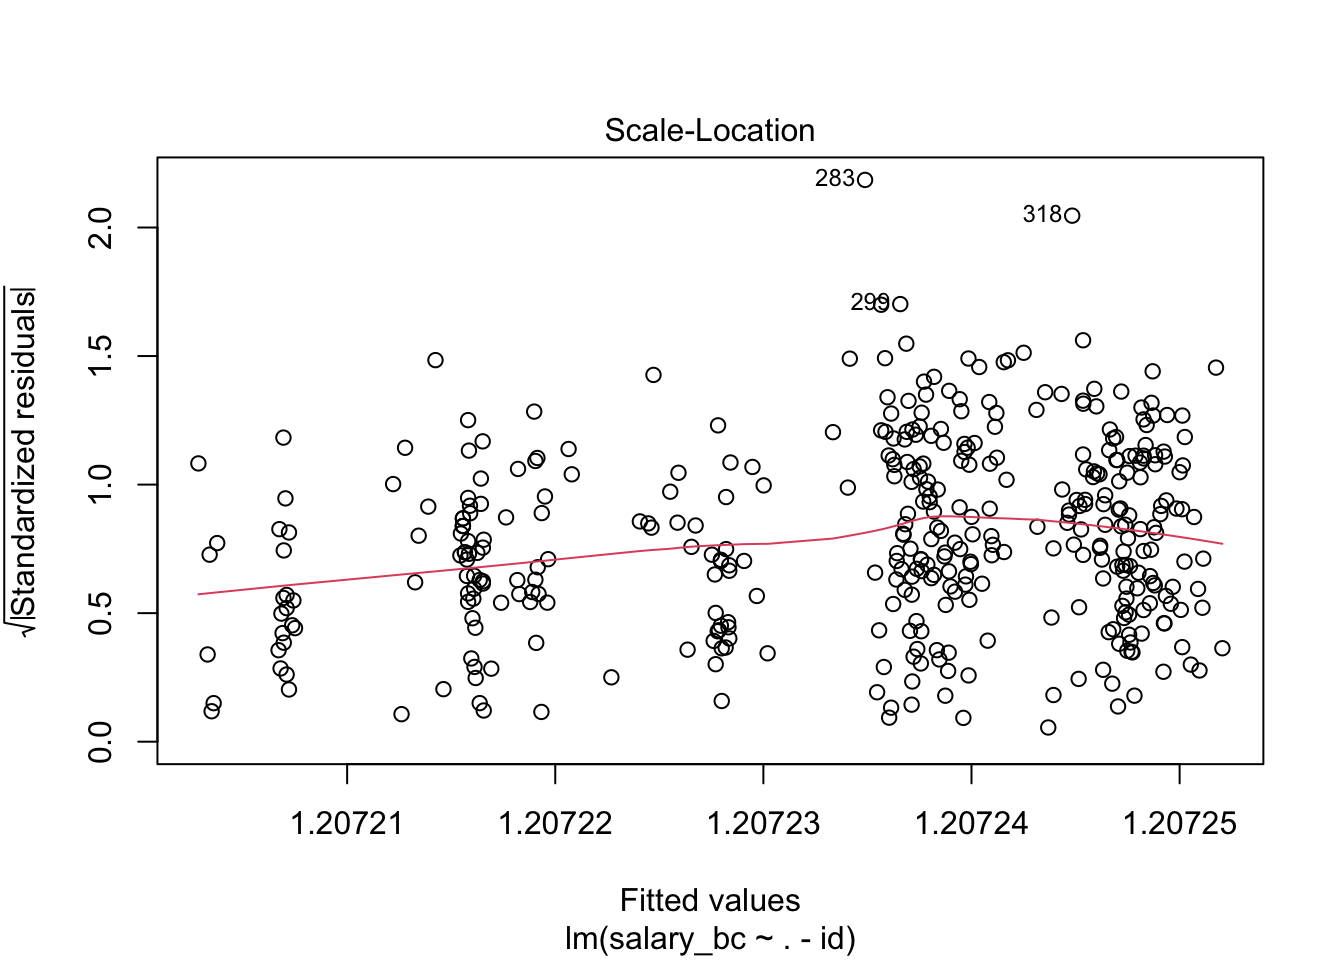 Scale-Location
283
318
299
2.0
1.5
1.0
0.5
0.0
√|Standardized residuals|
1.20721 1.20722 1.20723 1.20724 1.20725
Fitted values
lm(salary_bc ~ . - id)